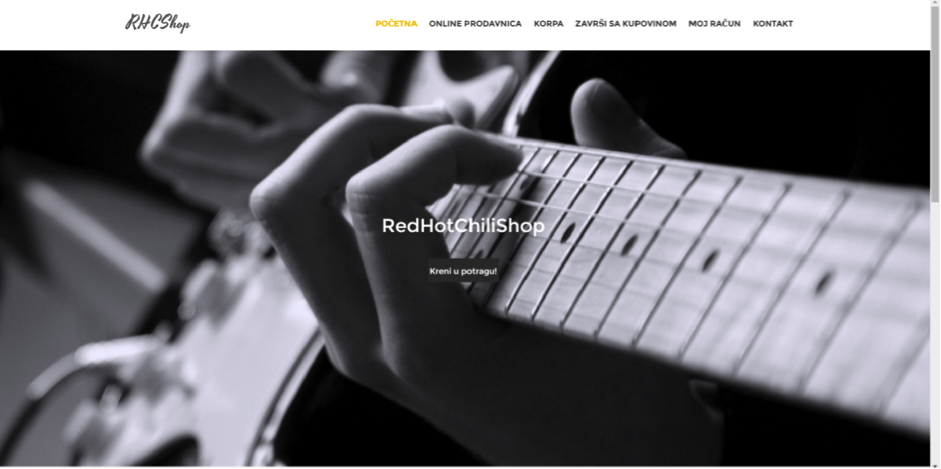 RHCShop
POČETNA ONLINE PRODAVNICA KORPA ZAVRŠI SA KUPOVINOM MOJ RAČUN KONTAKT
RedHotChiliShop
Kreni u potragu!